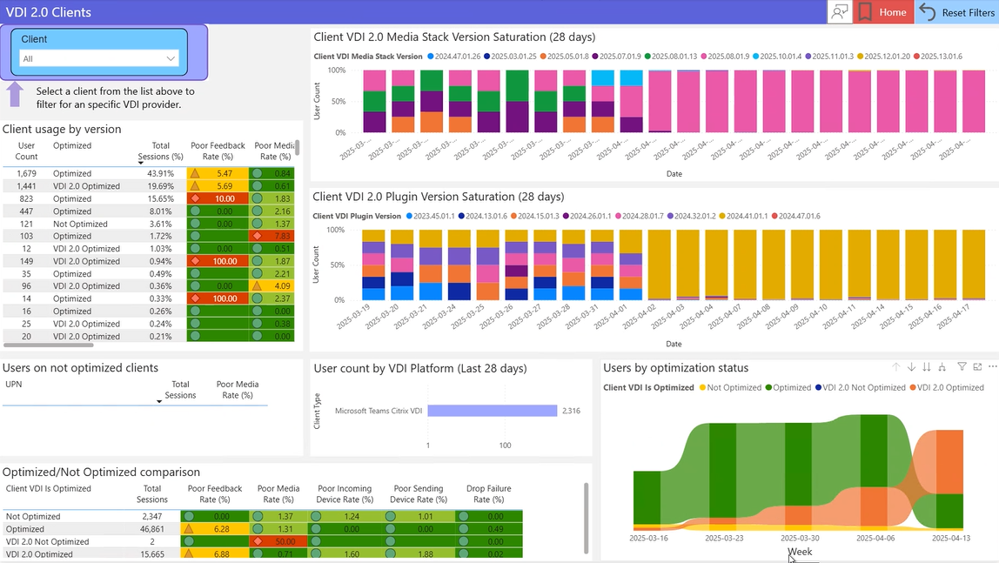 VDI 2.0 Clients
Home
Reset Filters
Client
All
Select a client from the list above to
filter for an specific VDI provider.
Client usage by version
User Count Optimized Total Sessions (%) Poor Feedback Rate (%) Poor Media Rate (%)
1,679 Optimized 43.91% 5.47 0.84
1,441 VDI 2.0 Optimized 19.69% 5.69 0.61
823 Optimized 15.65% 10.00 1.83
447 Optimized 8.01% 0.00 2.16
121 Not Optimized 3.61% 0.00 1.37
103 Optimized 1.72% 7.83
12 VDI 2.0 Optimized 1.03% 0.00 0.51
149 VDI 2.0 Optimized 0.94% 100.00 1.87
35 Optimized 0.49% 2.21
96 VDI 2.0 Optimized 0.36% 0.00 4.09
14 Optimized 0.33% 100.00 2.37
16 Optimized 0.26% 0.00
25 VDI 2.0 Optimized 0.24% 0.38
20 VDI 2.0 Optimized 0.21% 0.00
Client VDI 2.0 Media Stack Version Saturation (28 days)
Client VDI Media Stack Version 2024.47.01.26 2025.03.01.25 2025.05.01.8 2025.07.01.9 2025.08.01.13 2025.08.01.9 2025.10.01.4 2025.11.01.3 2025.12.01.20 2025.13.01.6
User Count
100%
50%
0%
2025-03-... 2025-03-... 2025-03-... 2025-03-... 2025-03-... 2025-03-... 2025-03-... 2025-03-... 2025-03-... 2025-04-... 2025-04-... 2025-04-... 2025-04-... 2025-04-... 2025-04-... 2025-04-... 2025-04-... 2025-04-... 2025-04-... 2025-04-... 2025-04-... 2025-04-...
Date
Client VDI 2.0 Plugin Version Saturation (28 days)
Client VDI Plugin Version 2023.45.01.1 2024.13.01.6 2024.15.01.3 2024.26.01.1 2024.28.01.7 2024.32.01.2 2024.41.01.1 2024.47.01.6
User Count
100%
50%
0%
2025-03-19 2025-03-20 2025-03-21 2025-03-24 2025-03-25 2025-03-26 2025-03-27 2025-03-28 2025-03-31 2025-04-01 2025-04-02 2025-04-03 2025-04-04 2025-04-07 2025-04-08 2025-04-09 2025-04-10 2025-04-11 2025-04-14 2025-04-15 2025-04-16 2025-04-17
Date
Users on not optimized clients
UPN Total Sessions Poor Media Rate (%)
User count by VDI Platform (Last 28 days)
Client Type
Microsoft Teams Citrix VDI 2,316
1 100
Users by optimization status
Client VDI Is Optimized Not Optimized Optimized VDI 2.0 Not Optimized VDI 2.0 Optimized
2025-03-16 2025-03-23 2025-03-30 2025-04-06 2025-04-13
Week
Optimized/Not Optimized comparison
Client VDI Is Optimized Total Sessions Poor Feedback Rate (%) Poor Media Rate (%) Poor Incoming Device Rate (%) Poor Sending Device Rate (%) Drop Failure Rate (%)
Not Optimized 2,347 0.00 1.37 1.24 1.01 0.00
Optimized 46,861 6.28 1.31 0.00 0.00 0.49
VDI 2.0 Not Optimized 2 50.00 0.00
VDI 2.0 Optimized 15,665 6.88 0.71 1.60 1.88 0.02